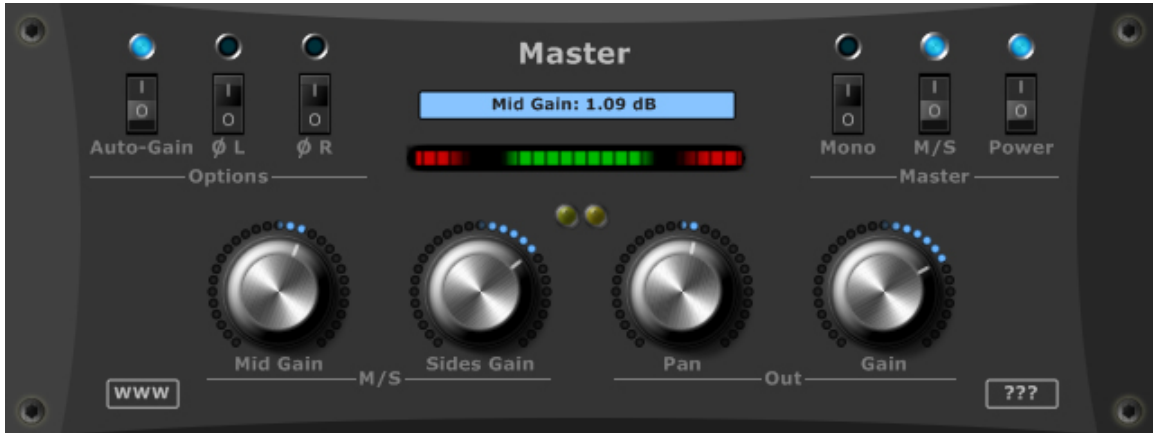 Master
Mid Gain: 1.09 dB
I I I I I I
O O O O O O
Auto-Gain Ø L Ø R Mono M/S Power
Options Master
Mid Gain Sides Gain Pan Gain
M/S Out
www ???